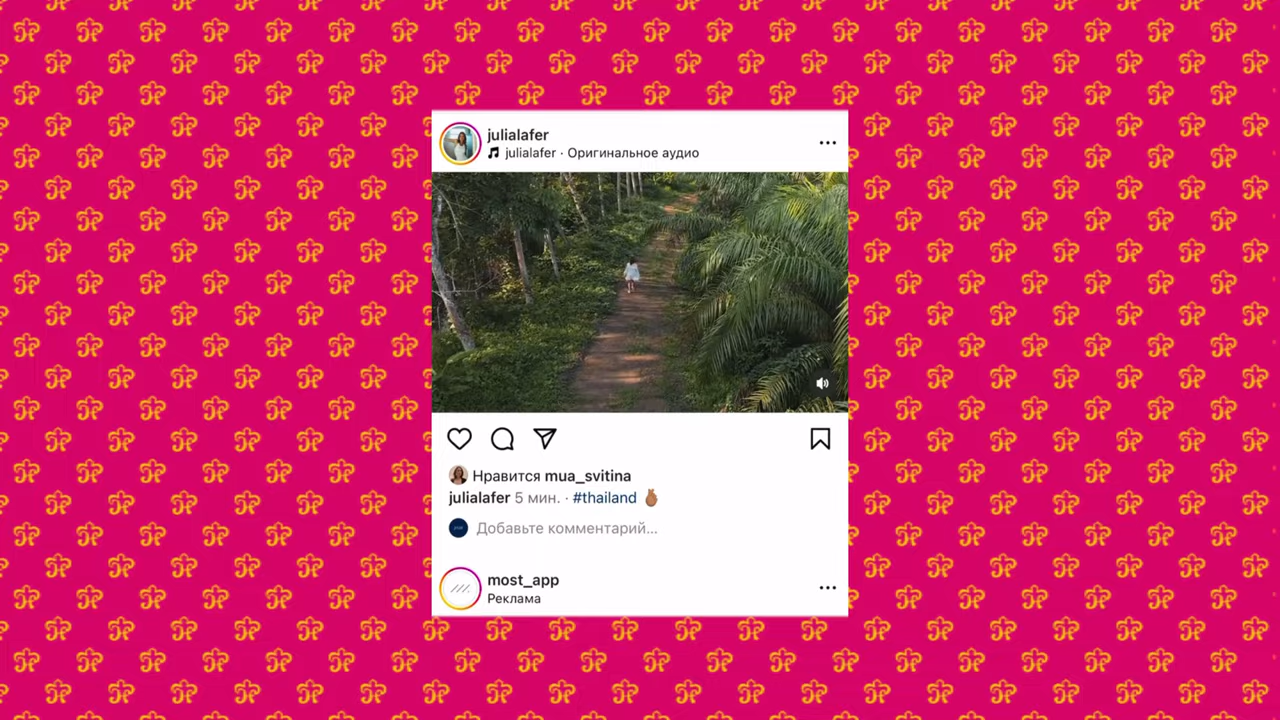 julialafer
julialafer · Оригинальное аудио
Нравится mua_svitina
julialafer 5 мин. · #thailand
Добавьте комментарий...
most_app
Реклама